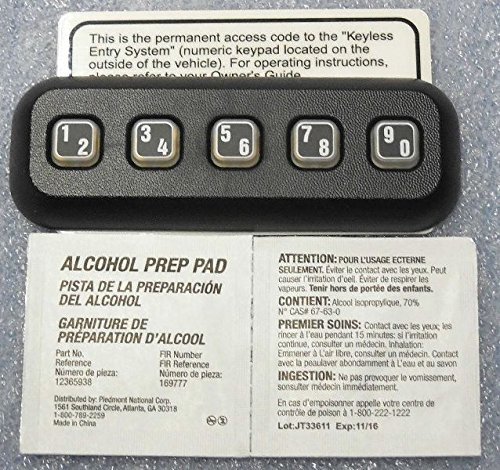 This is the permanent access code to the "Keyless
Entry System" (numeric keypad located on the
outside of the vehicle). For operating instructions,
please refer to your Owner's Guide.
1 2
3 4
5 6
7 8
9 0
ALCOHOL PREP PAD
PISTA DE LA PREPARACIÓN
DEL ALCOHOL
GARNITURE DE
PRÉPARATION D'ALCOOL
Part No.
Reference
Número de pieza:
12365938
FIR Number
FIR Reference
Número de pieza:
169777
Distributed by: Piedmont National Corp.
1561 Southland Circle, Atlanta, GA 30318
1-800-789-2259
Made in China
ATTENTION: POUR L'USAGE ECTERNE
SEULEMENT. Éviter le contact avec les yeux. Peut
causer l'irritation d'oeil. Éviter de respirer les
vapeurs. Tenir hors de portée des enfants.
CONTIENT: Alcool isopropylique, 70%
N° CAS# 67-63-0
PREMIER SOINS: Contact avec les yeux; les
rincer à l'eau pendant 15 minutes: si l'irritation
continue, consulter un médecin. Inhalation:
Emmener à L'air libre, consulter un médecin. Contact
avec la peaulaver abondamment à L'eau et au savon
INGESTION: Ne pas provoquer le vomissement,
sonsulter médecin immédiatement.
En cas d'empoisonner appelle votre centre de
contrôle de poison à 1-800-222-1222
Lot:JT33611 Exp:11/16